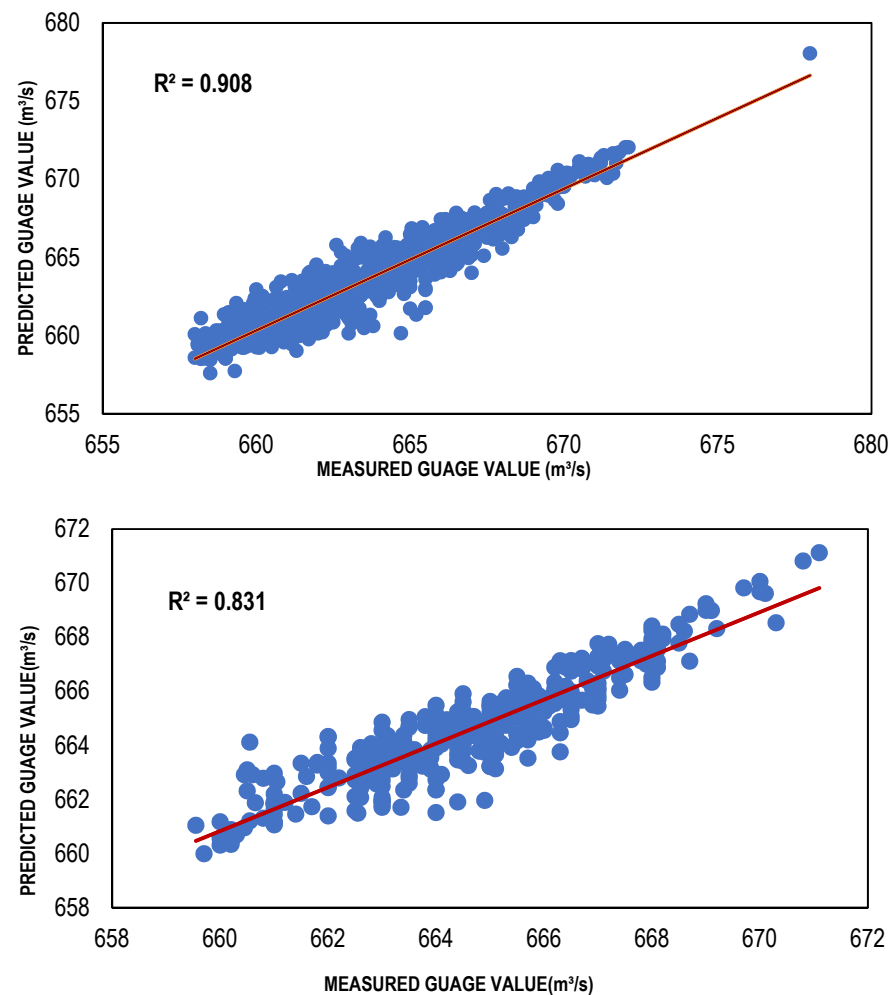 680
675
670
665
660
655
PREDICTED GUAGE VALUE (m³/s)
R² = 0.908
655 660 665 670 675 680
MEASURED GUAGE VALUE (m³/s)
672
670
668
666
664
662
660
658
PREDICTED GUAGE VALUE(m³/s)
R² = 0.831
658 660 662 664 666 668 670 672
MEASURED GUAGE VALUE(m³/s)